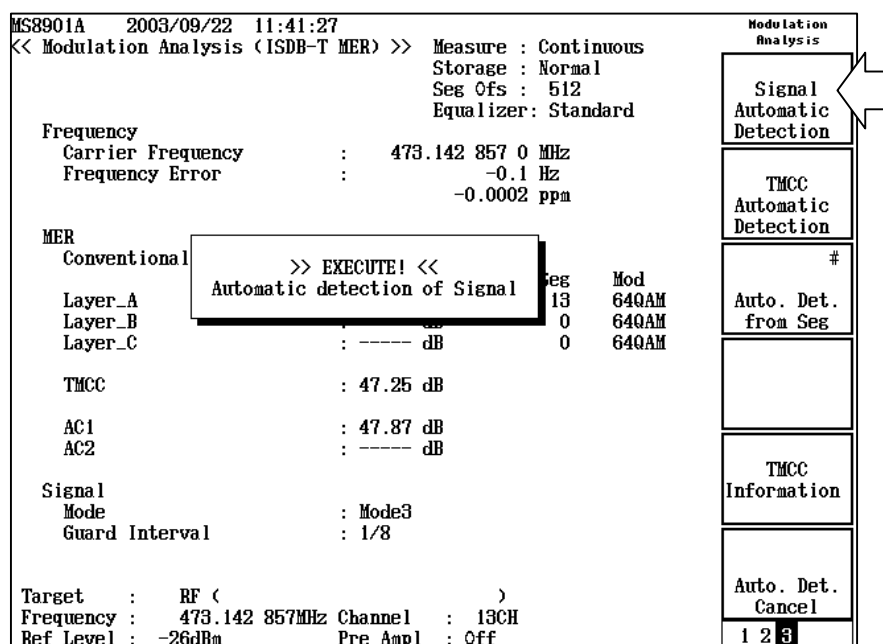 MS8901A 2003/09/22 11:41:27
<< Modulation Analysis (ISDB-T MER) >> Measure : Continuous
Storage : Normal
Seg Ofs : 512
Equalizer: Standard
Frequency
Carrier Frequency : 473.142 857 0 MHz
Frequency Error : -0.1 Hz
-0.0002 ppm
MER
Conventional
>> EXECUTE! <<
Automatic detection of Signal
Mod
Layer_A 13 64QAM
Layer_B : dB 0 64QAM
Layer_C : ----- dB 0 64QAM
TMCC : 47.25 dB
AC1 : 47.87 dB
AC2 : ----- dB
Signal
Mode : Mode3
Guard Interval : 1/8
Target : RF ( )
Frequency : 473.142 857MHz Channel : 13CH
Ref Level : -26dBm Pre Ampl : Off
Modulation
Analysis
Signal
Automatic
Detection
TMCC
Automatic
Detection
#
Auto. Det.
from Seg
TMCC
Information
Auto. Det.
Cancel
1 2 3